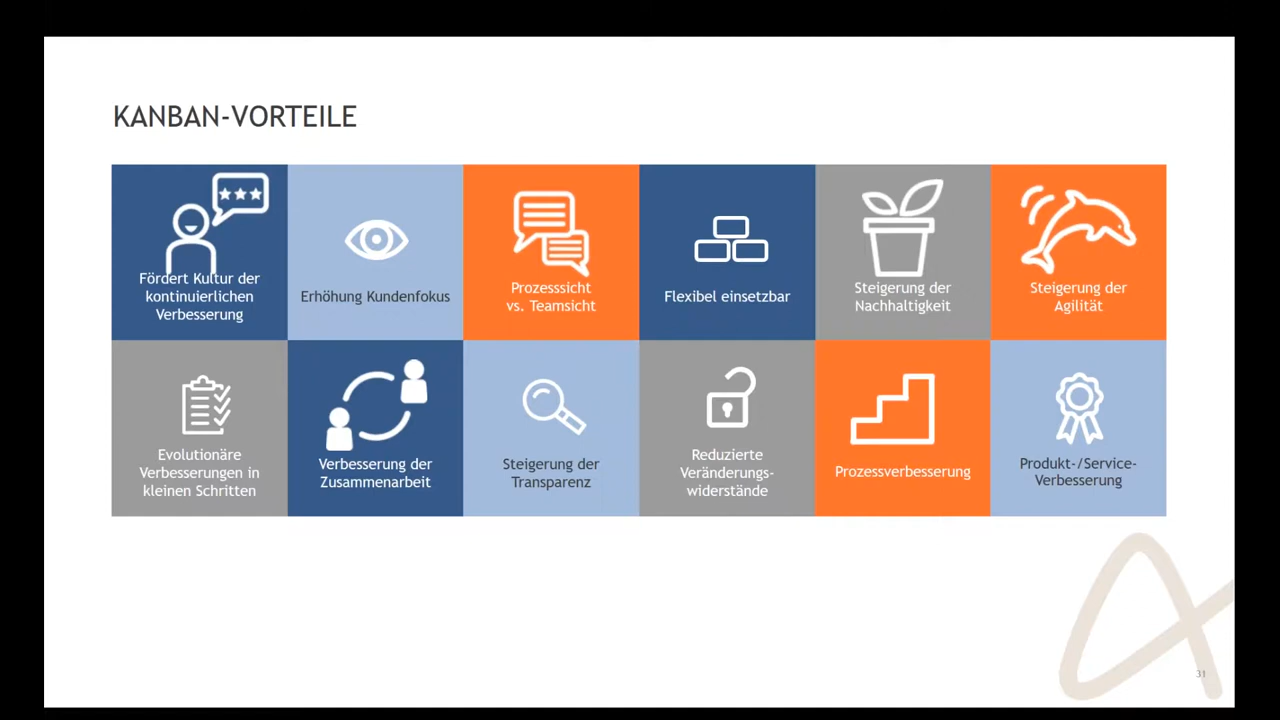 KANBAN-VORTEILE
Fördert Kultur der
kontinuierlichen
Verbesserung
Erhöhung Kundenfokus
Prozesssicht
vs. Teamsicht
Flexibel einsetzbar
Steigerung der
Nachhaltigkeit
Steigerung der
Agilität
Evolutionäre
Verbesserungen in
kleinen Schritten
Verbesserung der
Zusammenarbeit
Steigerung der
Transparenz
Reduzierte
Veränderungs-
widerstände
Prozessverbesserung
Produkt-/Service-
Verbesserung
31